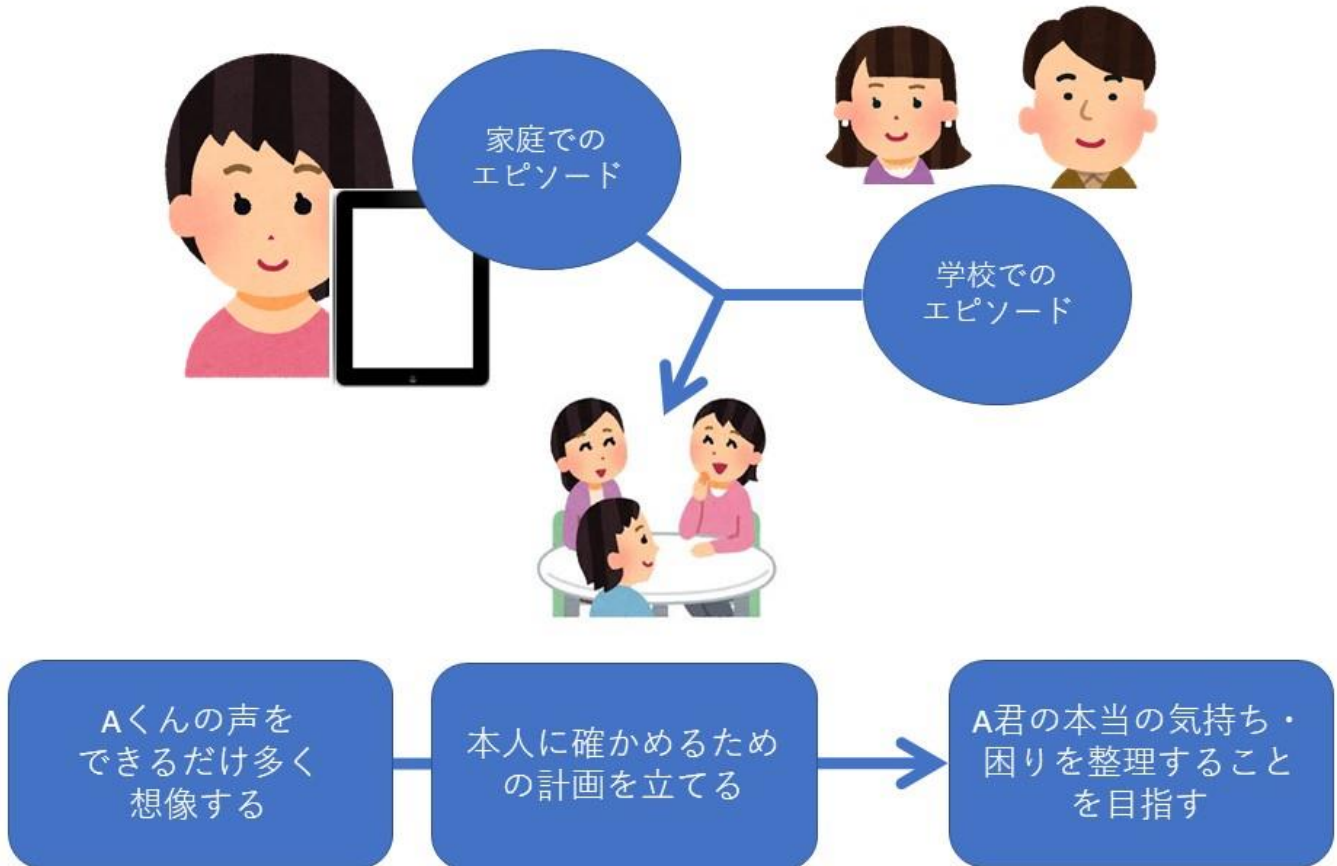 家庭での
エピソード
学校での
エピソード
Aくんの声を
できるだけ多く
想像する
本人に確かめるため
の計画を立てる
A君の本当の気持ち・
困りを整理すること
を目指す